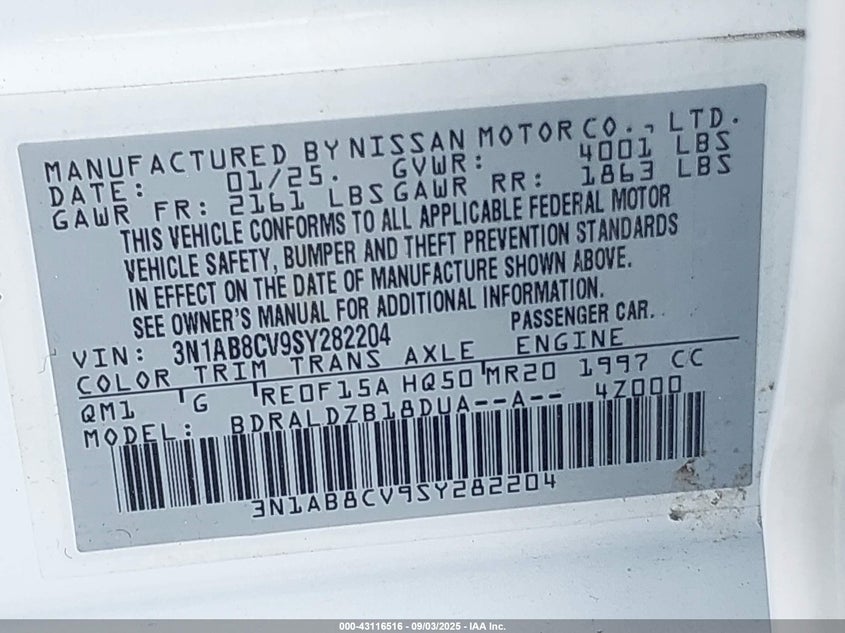 MANUFACTURED BY NISSAN MOTOR CO., LTD.
DATE: 01/25. GVWR: 4001 LBS
GAWR FR: 2161 LBS GAWR RR: 1863 LBS
THIS VEHICLE CONFORMS TO ALL APPLICABLE FEDERAL MOTOR
VEHICLE SAFETY, BUMPER AND THEFT PREVENTION STANDARDS
IN EFFECT ON THE DATE OF MANUFACTURE SHOWN ABOVE.
SEE OWNER'S MANUAL FOR ADDITIONAL INFORMATION.
VIN: 3N1AB8CV9SY282204 PASSENGER CAR.
COLOR TRIM TRANS AXLE ENGINE
QM1 G RE0F15A HQ50 MR20 1997 CC
MODEL: BDRALDZB18DUA--A-- 4Z000
3N1AB8CV9SY282204
000-43116516 - 09/03/2025 - IAA Inc.